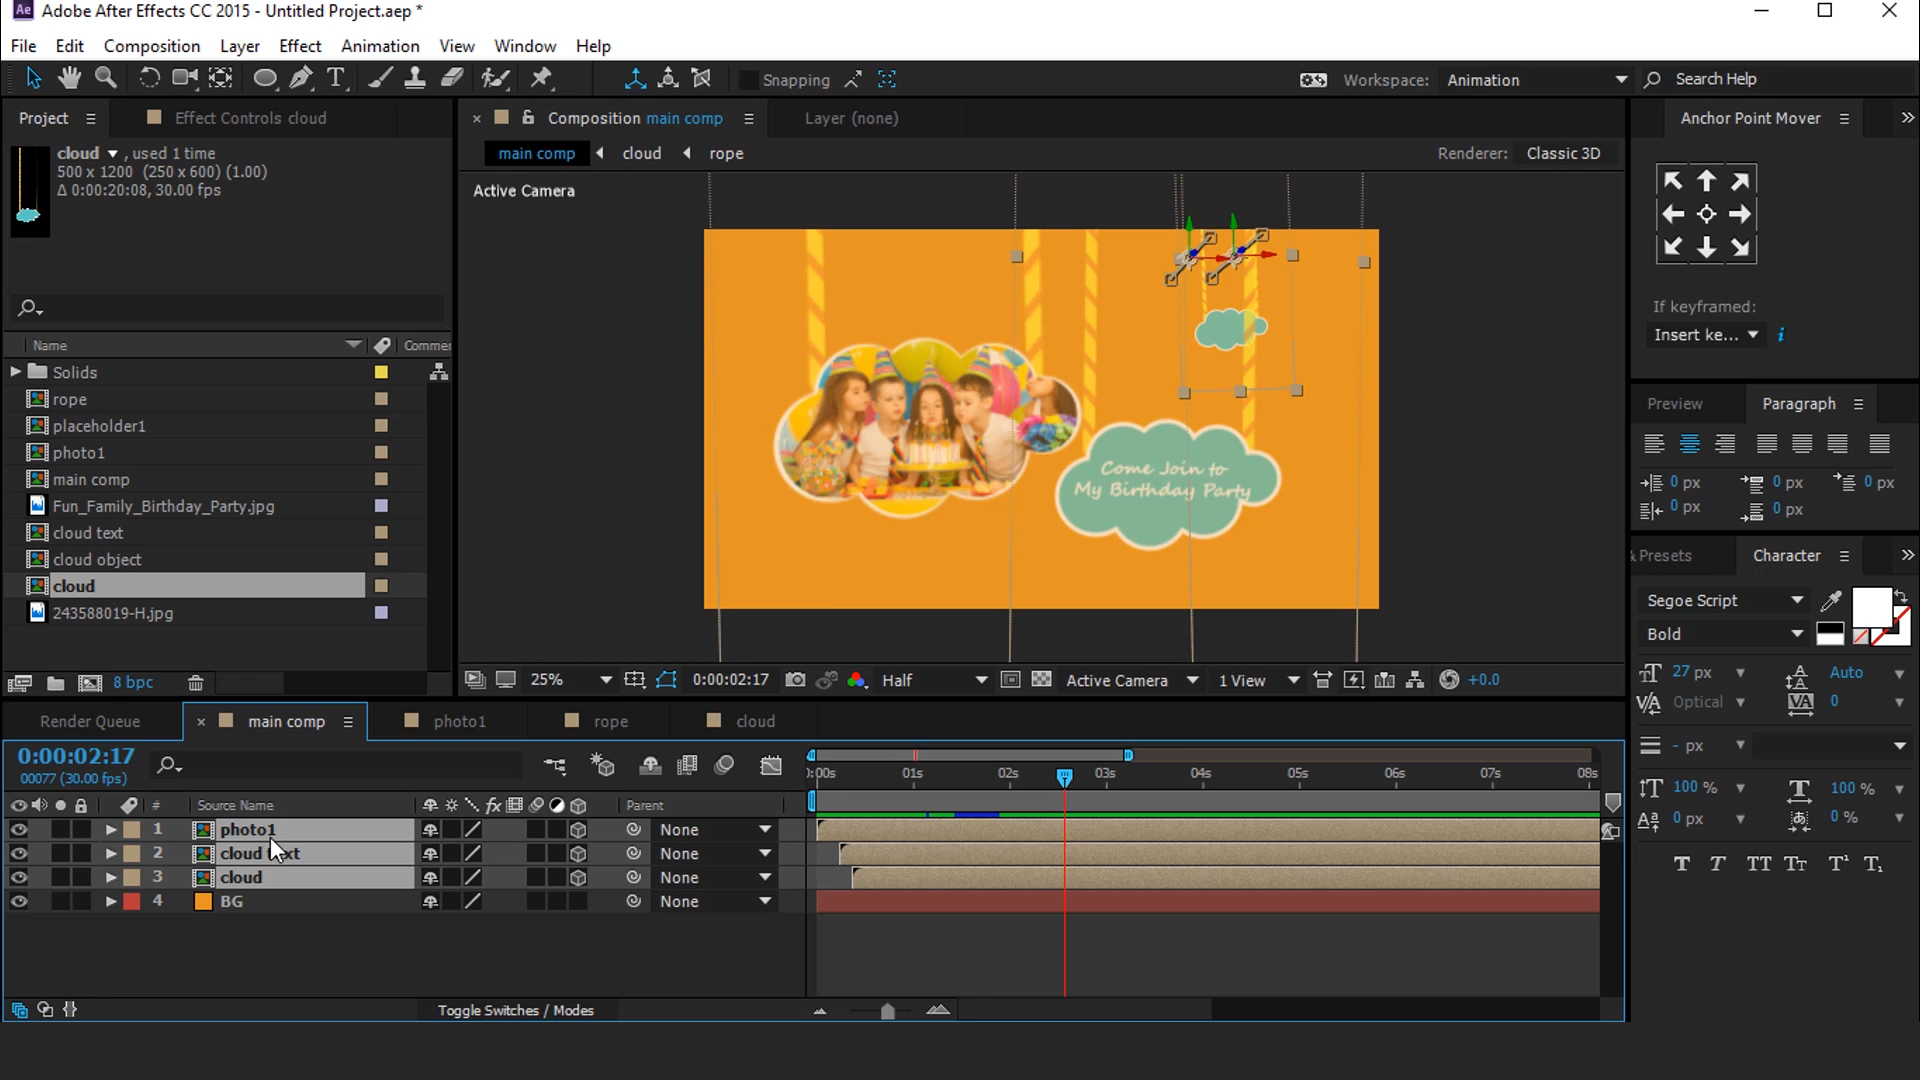 Adobe After Effects CC 2015 - Untitled Project.aep *
File Edit Composition Layer Effect Animation View Window Help
Snapping
Workspace: Animation
Search Help
Project
Effect Controls cloud
Composition main comp
Layer (none)
Anchor Point Mover
cloud , used 1 time
500 x 1200 (250 x 600) (1.00)
Δ 0:00:20:08, 30.00 fps
main comp cloud rope
Renderer: Classic 3D
Active Camera
If keyframed:
Insert ke...
Name
Comme
Solids
rope
placeholder1
photo1
main comp
Fun_Family_Birthday_Party.jpg
cloud text
cloud object
cloud
243588019-H.jpg
Come Join to
My Birthday Party
Preview
Paragraph
0 px 0 px 0 px
0 px 0 px
& Presets
Character
Segoe Script
Bold
27 px Auto
Optical 0
- px
100 % 100 %
0 px 0 %
T T TT TT T¹ T₁
8 bpc
25% 0:00:02:17 Half Active Camera 1 View +0.0
Render Queue
main comp
photo1
rope
cloud
0:00:02:17
00077 (30.00 fps)
:00s 01s 02s 03s 04s 05s 06s 07s 08s
# Source Name fx Parent
1 photo1 None
2 cloud text None
3 cloud None
4 BG None
Toggle Switches / Modes